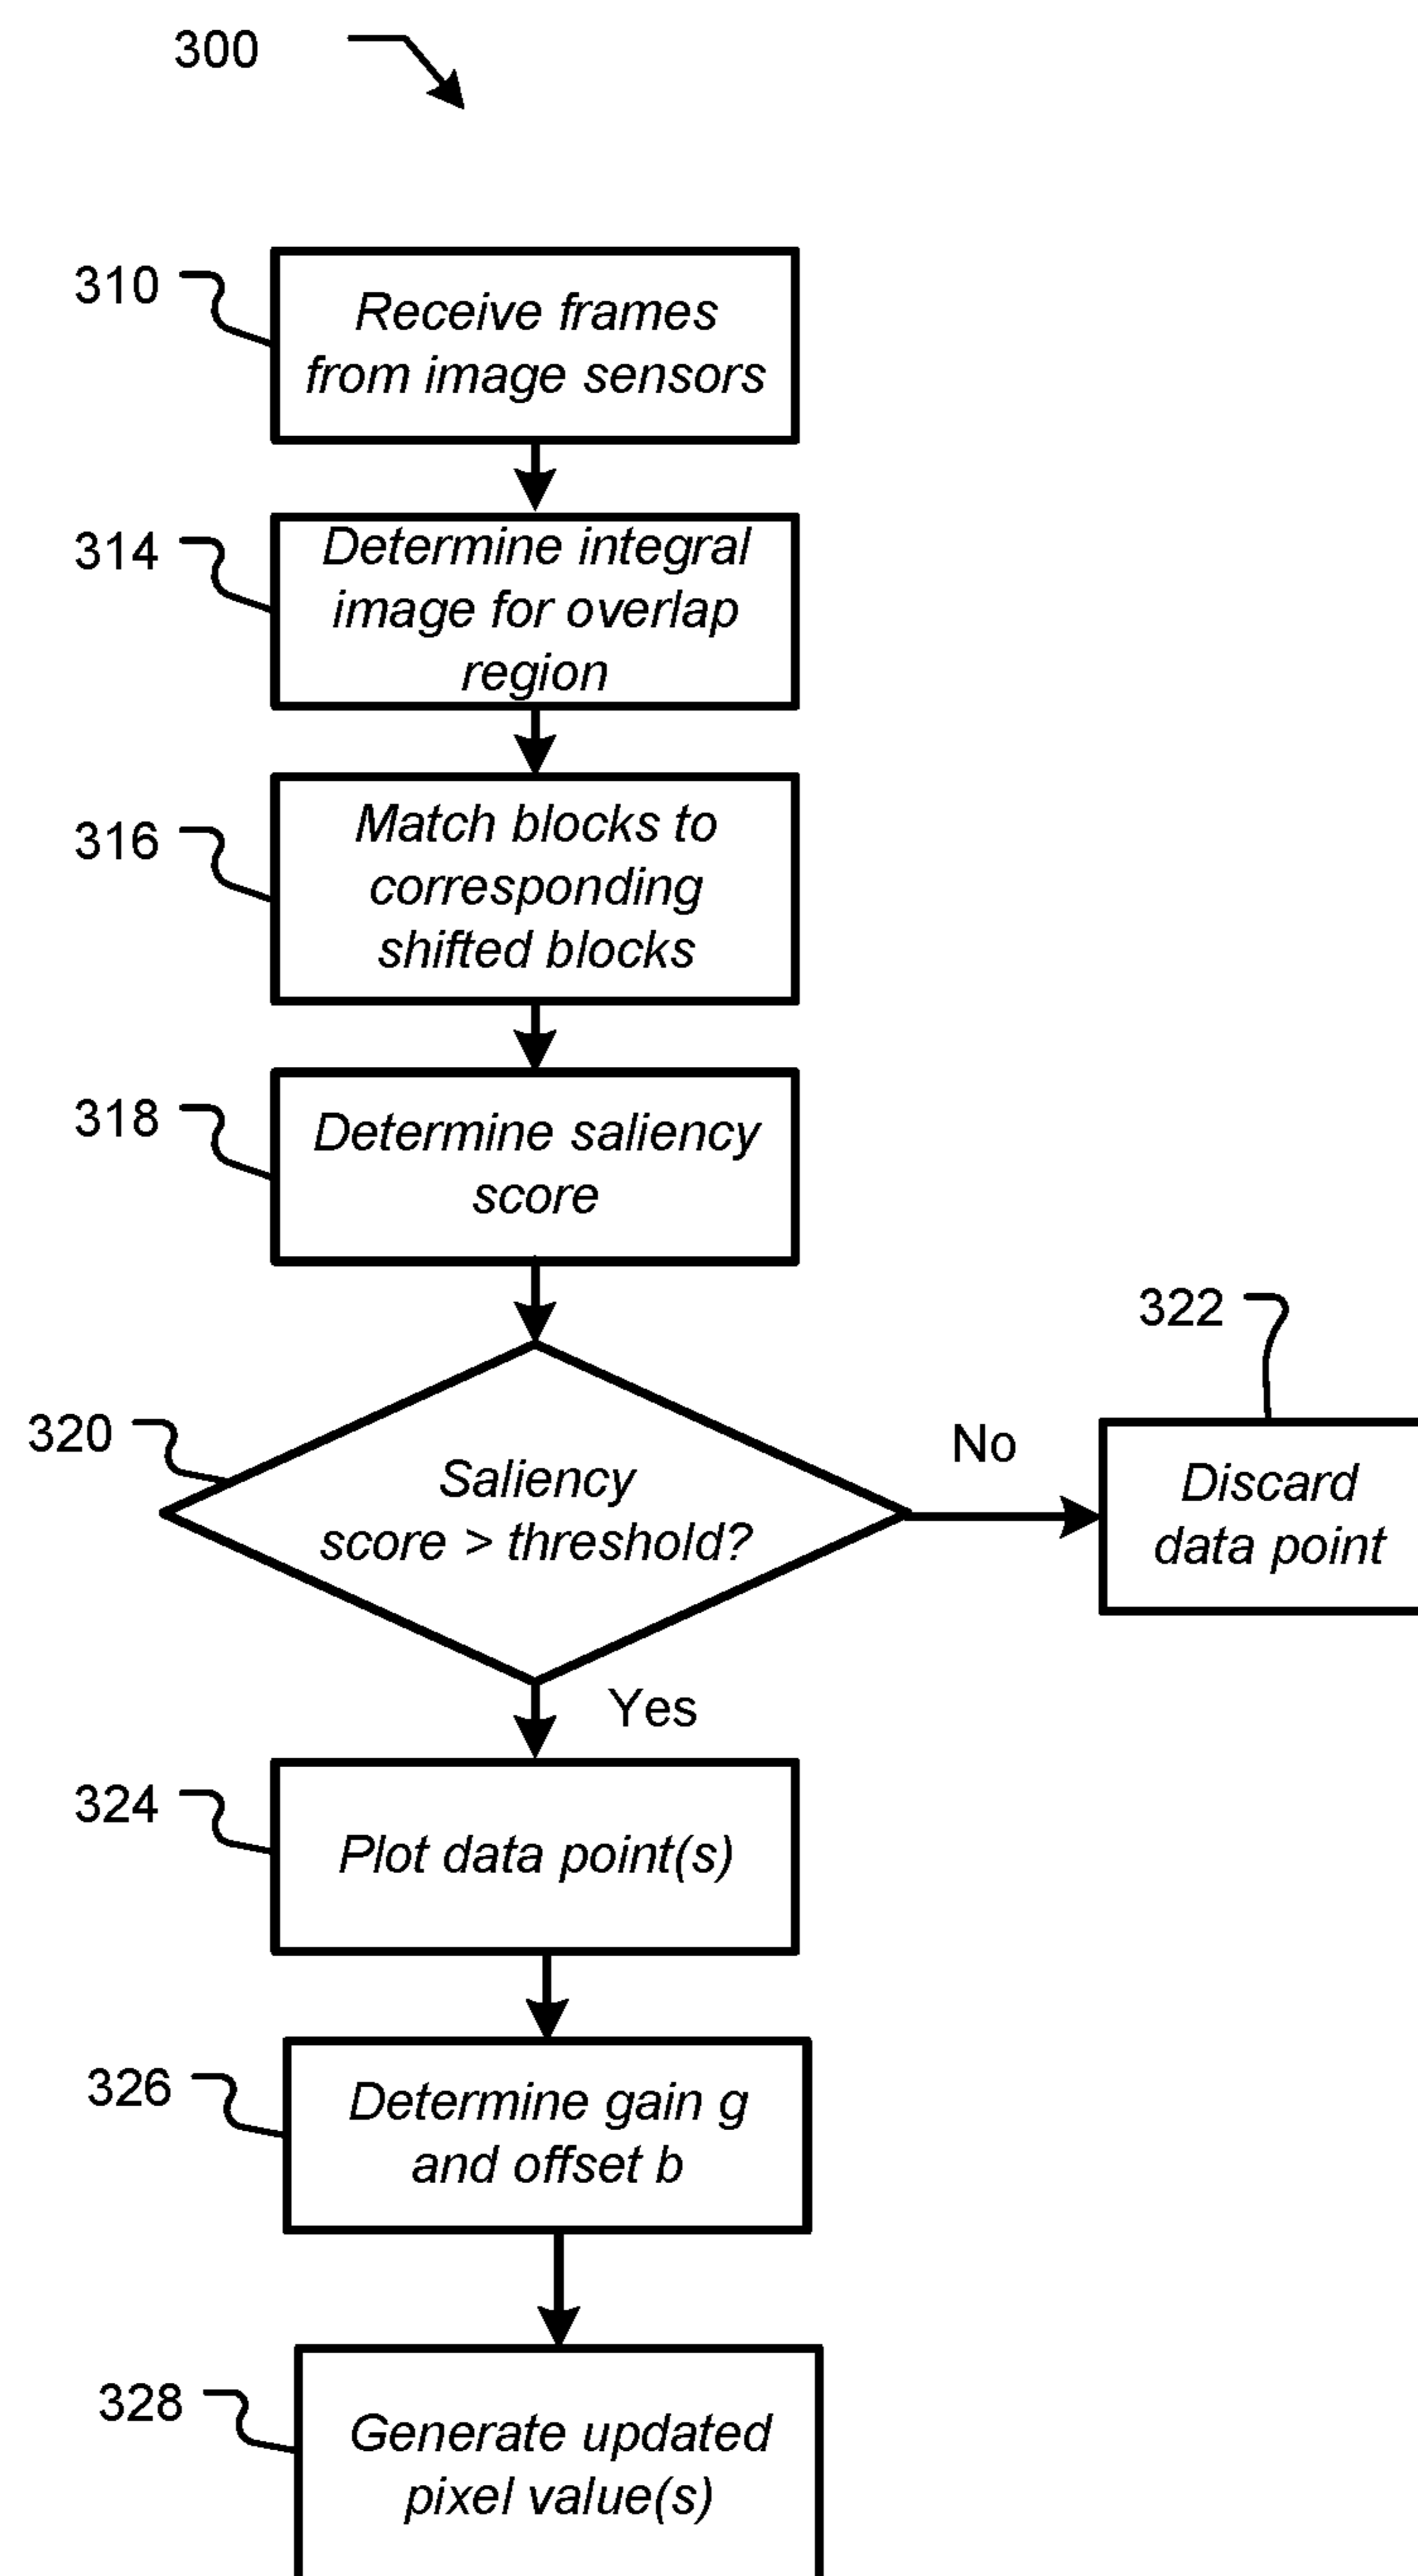 300
310
Receive frames
from image sensors
314
Determine integral
image for overlap
region
316
Match blocks to
corresponding
shifted blocks
318
Determine saliency
score
320
Saliency
score > threshold?
No
322
Discard
data point
Yes
324
Plot data point(s)
326
Determine gain g
and offset b
328
Generate updated
pixel value(s)